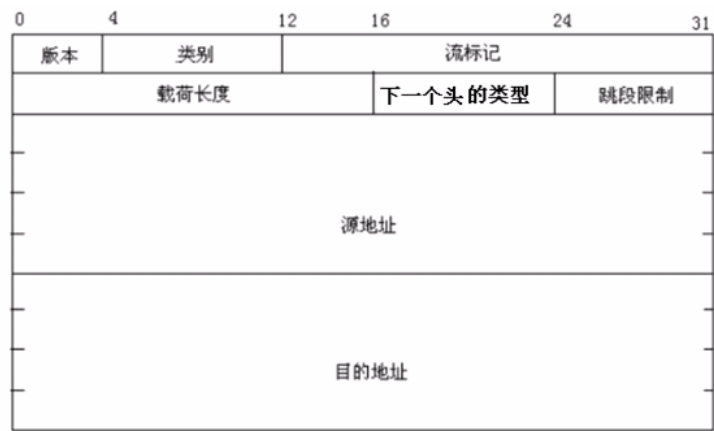 0 4 12 16 24 31
版本 类别 流标记
载荷长度 下一个头的类型 跳段限制
源地址
目的地址